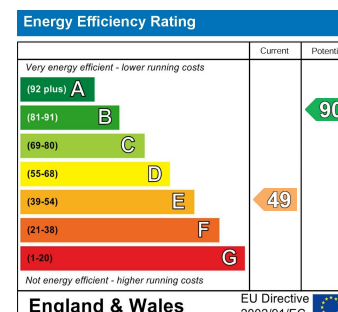 Energy Efficiency Rating
Current
Very energy efficient - lower running costs
(92 plus) A
(81-91) B
90
(69-80) C
(55-68) D
(39-54) E
49
(21-38) F
(1-20) G
Not energy efficient - higher running costs
England & Wales
EU Directive